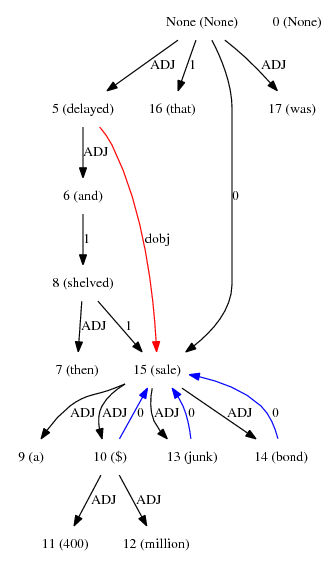 None (None) 0 (None)
ADJ 1 ADJ
5 (delayed) 16 (that) 17 (was)
ADJ
6 (and) 0
1 dobj
8 (shelved)
ADJ 1
7 (then) 15 (sale)
ADJ ADJ 0 ADJ 0 ADJ 0
9 (a) 10 ($) 13 (junk) 14 (bond)
ADJ ADJ
11 (400) 12 (million)